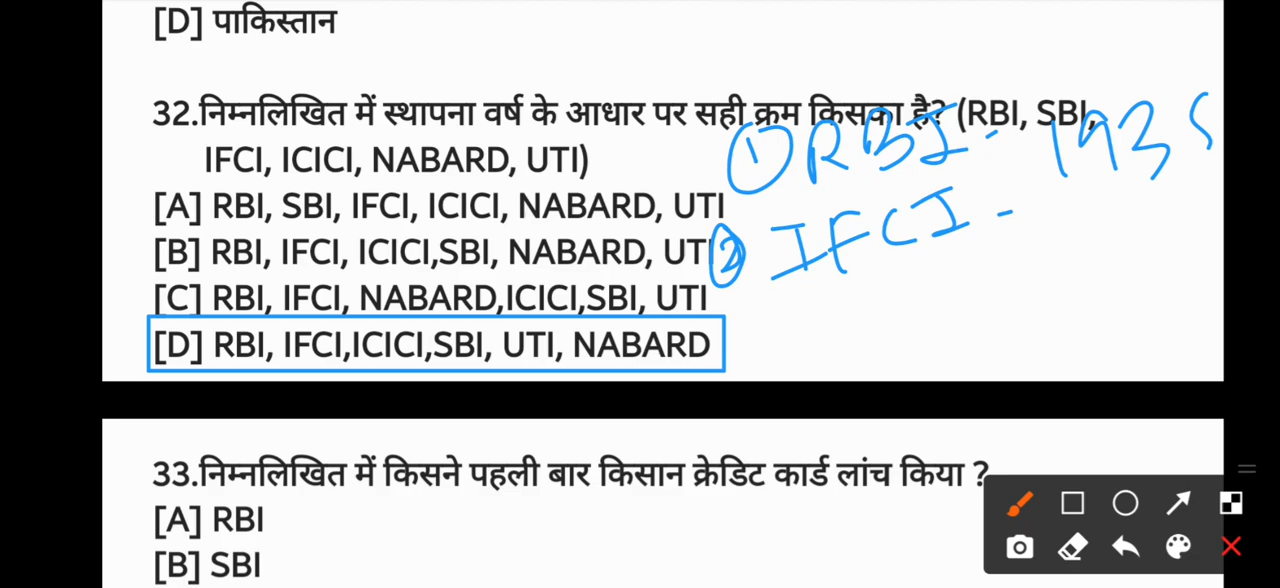 [D] पाकिस्तान
32.निम्नलिखित में स्थापना वर्ष के आधार पर सही क्रम किसका है? (RBI, SBI,
IFCI, ICICI, NABARD, UTI)
① RBI - 1935
[A] RBI, SBI, IFCI, ICICI, NABARD, UTI
[B] RBI, IFCI, ICICI,SBI, NABARD, UTI
② IFCI -
[C] RBI, IFCI, NABARD,ICICI,SBI, UTI
[D] RBI, IFCI,ICICI,SBI, UTI, NABARD
33.निम्नलिखित में किसने पहली बार किसान क्रेडिट कार्ड लांच किया ?
[A] RBI
[B] SBI